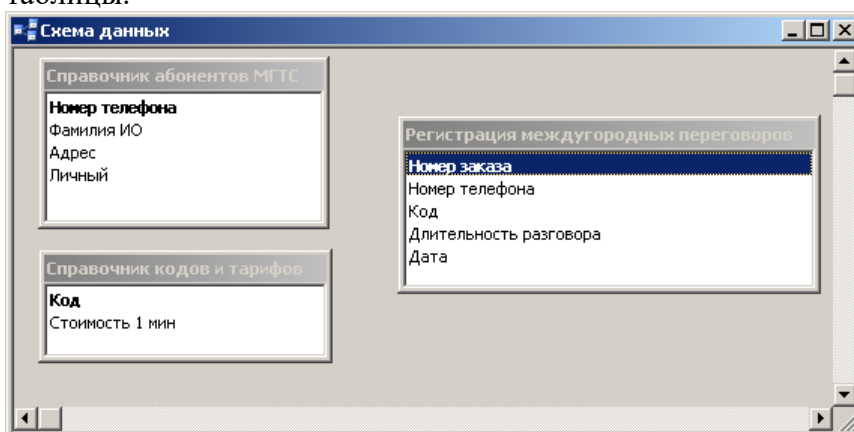 таблицы.
Схема данных
Справочник абонентов МГТС
Номер телефона
Фамилия ИО
Адрес
Личный
Регистрация междугородных переговоров
Номер заказа
Номер телефона
Код
Длительность разговора
Дата
Справочник кодов и тарифов
Код
Стоимость 1 мин